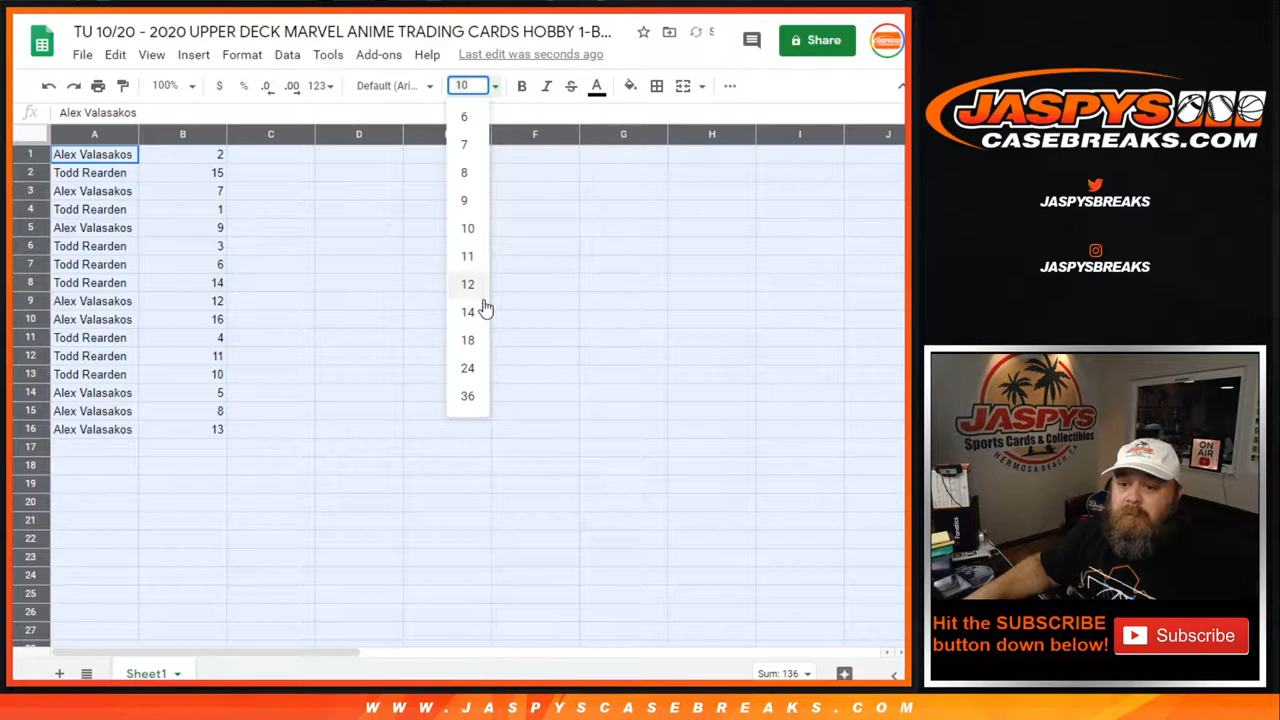 TU 10/20 - 2020 UPPER DECK MARVEL ANIME TRADING CARDS HOBBY 1-B...
S
Share
File Edit View Insert Format Data Tools Add-ons Help Last edit was seconds ago
100% $ % .0 .00 123 Default (Ari... 10 B I S A
fx Alex Valasakos
A B C D E F G H I J
1 Alex Valasakos 2
2 Todd Rearden 15
3 Alex Valasakos 7
4 Todd Rearden 1
5 Alex Valasakos 9
6 Todd Rearden 3
7 Todd Rearden 6
8 Todd Rearden 14
9 Alex Valasakos 12
10 Alex Valasakos 16
11 Todd Rearden 4
12 Todd Rearden 11
13 Todd Rearden 10
14 Alex Valasakos 5
15 Alex Valasakos 8
16 Alex Valasakos 13
17
18
19
20
21
22
23
24
25
26
27
6
7
8
9
10
11
12
14
18
24
36
Sheet1
Sum: 136
JASPYS
CASEBREAKS.COM
JASPYSBREAKS
JASPYSBREAKS
JASPYS
Sports Cards & Collectibles
HERMOSA BEACH, CA
ON
AIR
Fanatics
Hit the SUBSCRIBE
button down below!
Subscribe
WWW.JASPYSCASEBREAKS.COM